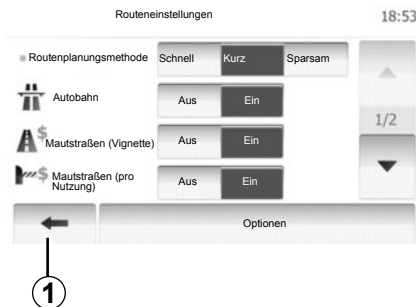 Routeneinstellungen 18:53
Routenplanungsmethode Schnell Kurz Sparsam
Autobahn Aus Ein
1/2
$ Mautstraßen (Vignette) Aus Ein
$ Mautstraßen (pro Nutzung) Aus Ein
Optionen
1